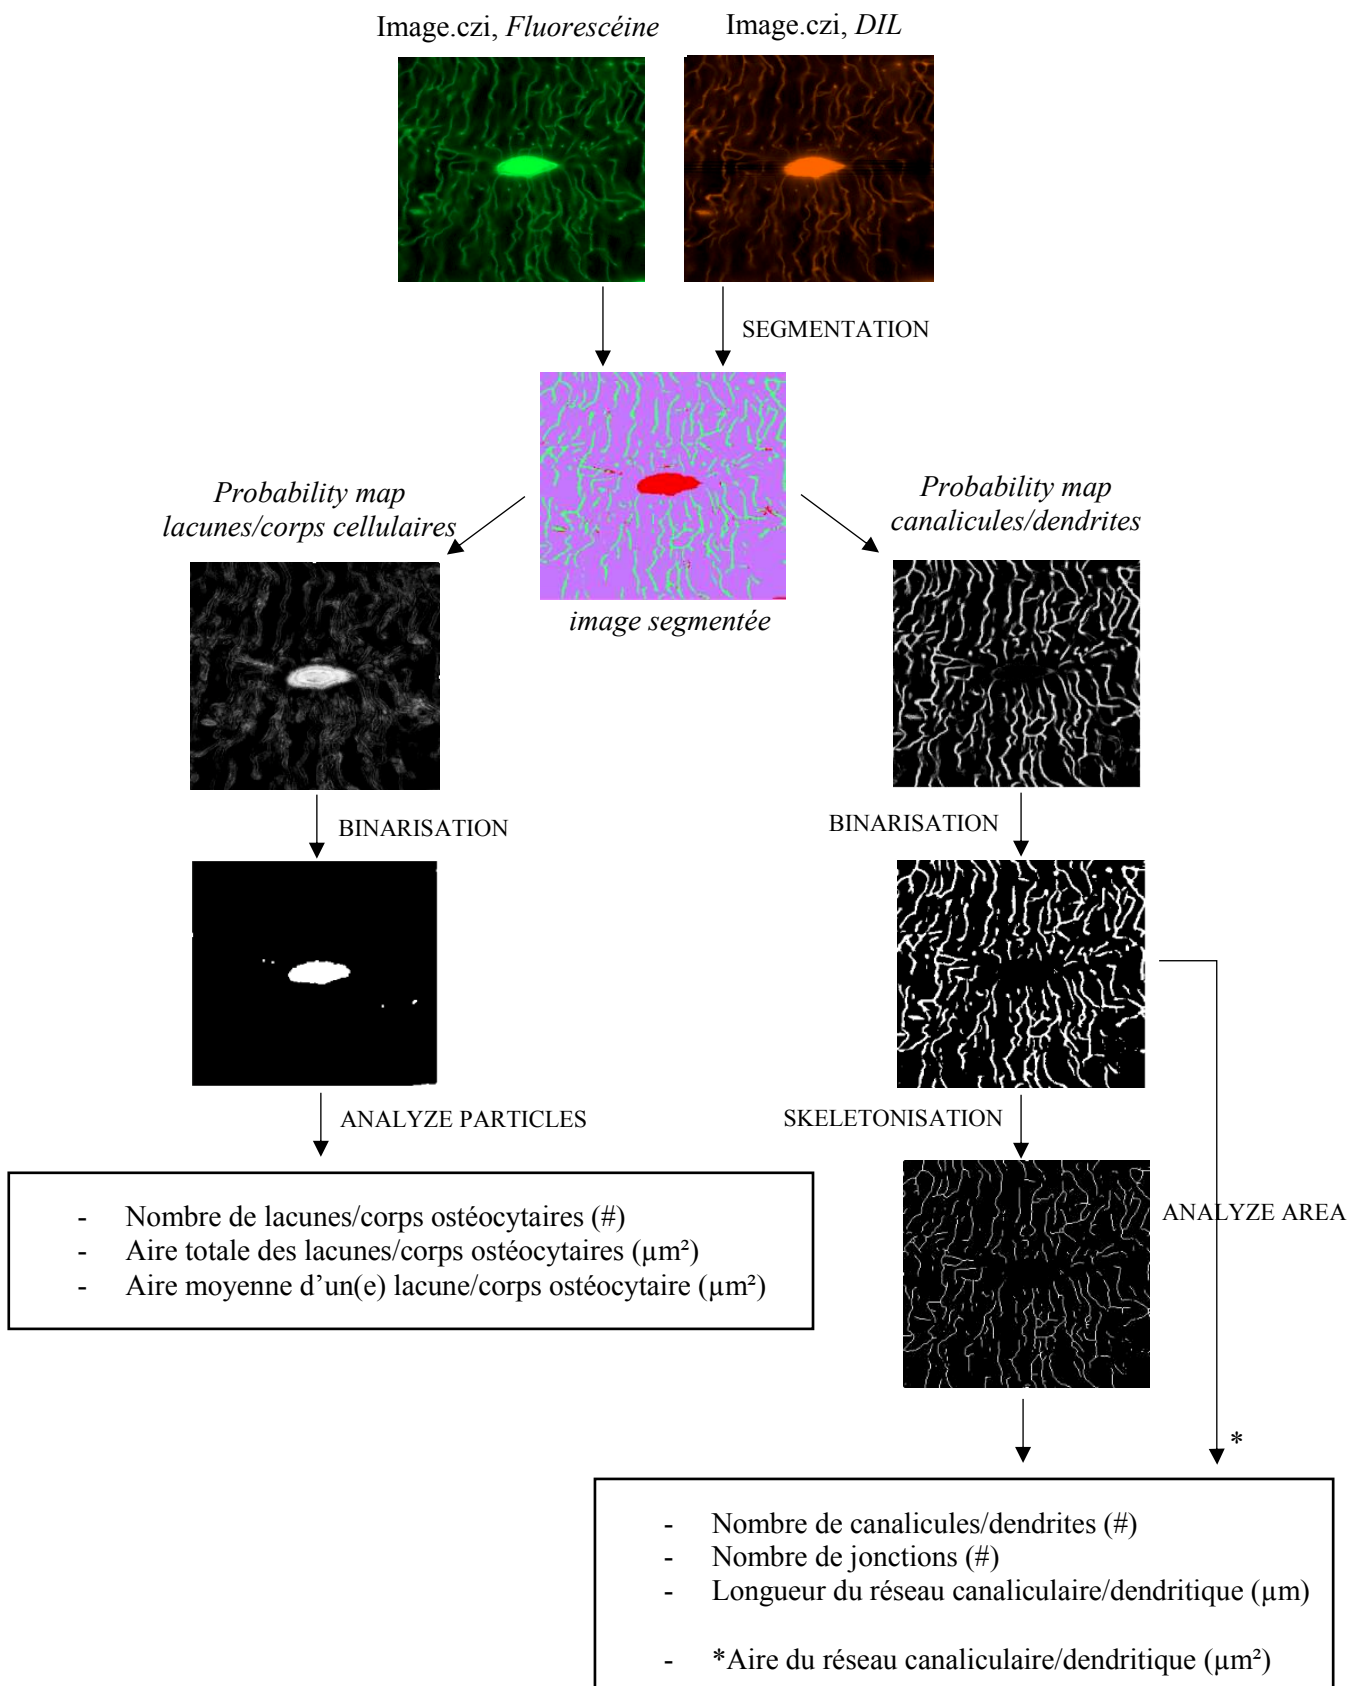 Image.czi, Fluorescéine
Image.czi, DIL
SEGMENTATION
Probability map
lacunes/corps cellulaires
Probability map
canalicules/dendrites
image segmentée
BINARISATION
BINARISATION
ANALYZE PARTICLES
SKELETONISATION
- Nombre de lacunes/corps ostéocytaires (#)
- Aire totale des lacunes/corps ostéocytaires (µm²)
- Aire moyenne d'un(e) lacune/corps ostéocytaire (µm²)
ANALYZE AREA
*
- Nombre de canalicules/dendrites (#)
- Nombre de jonctions (#)
- Longueur du réseau canaliculaire/dendritique (µm)
- *Aire du réseau canaliculaire/dendritique (µm²)